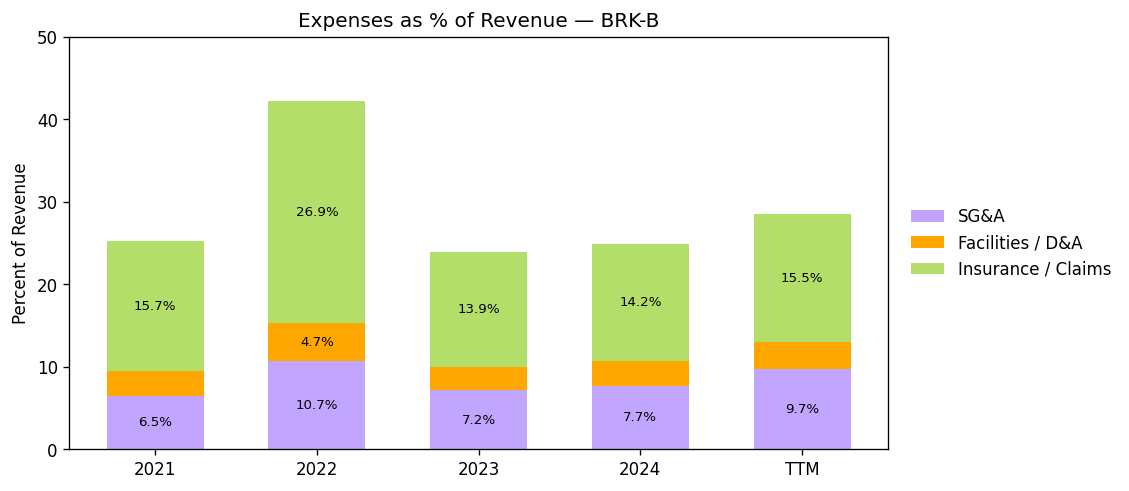 Expenses as % of Revenue — BRK-B
Percent of Revenue
50
40
30
20
10
0
15.7%
6.5%
26.9%
4.7%
10.7%
13.9%
7.2%
14.2%
7.7%
15.5%
9.7%
2021 2022 2023 2024 TTM
SG&A
Facilities / D&A
Insurance / Claims